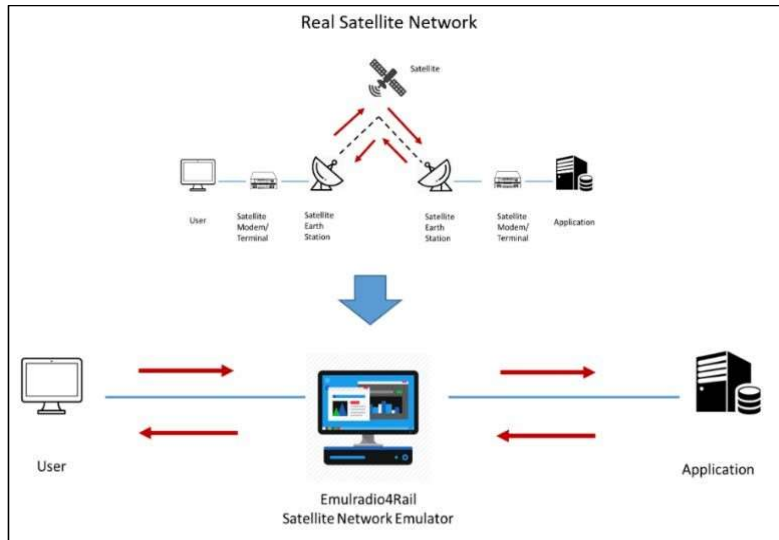 Real Satellite Network
Satellite
User
Satellite
Modem/
Terminal
Satellite
Earth
Station
Satellite
Earth
Station
Satellite
Modem/
Terminal
Application
User
Application
Emulradio4Rail
Satellite Network Emulator